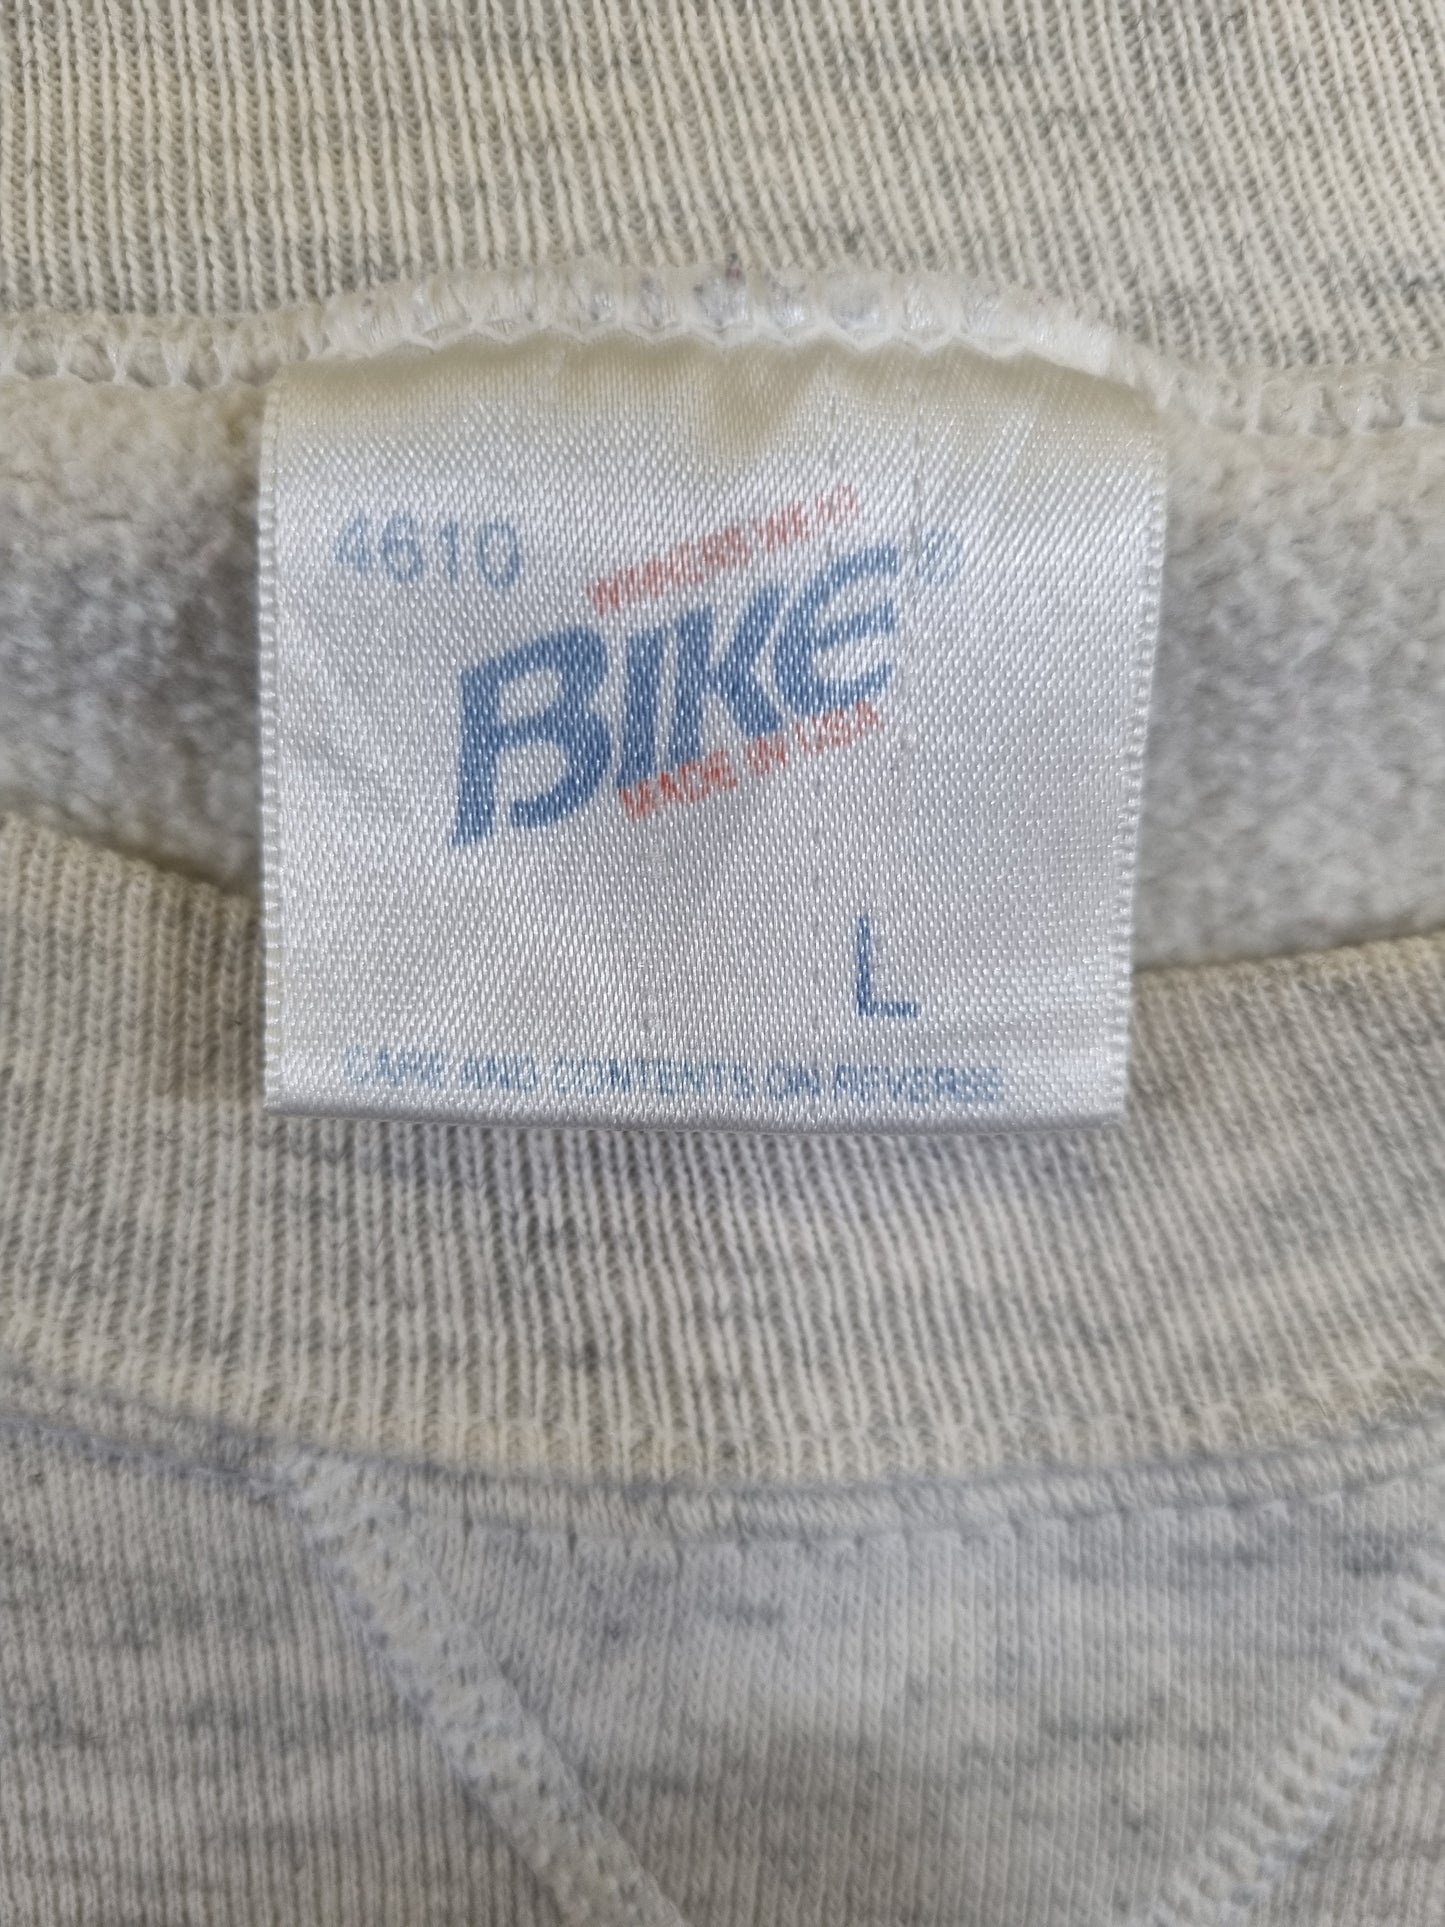 4610
WINNERS WEAR
BIKE®
MADE IN USA
L
CARE AND CONTENTS ON REVERSE